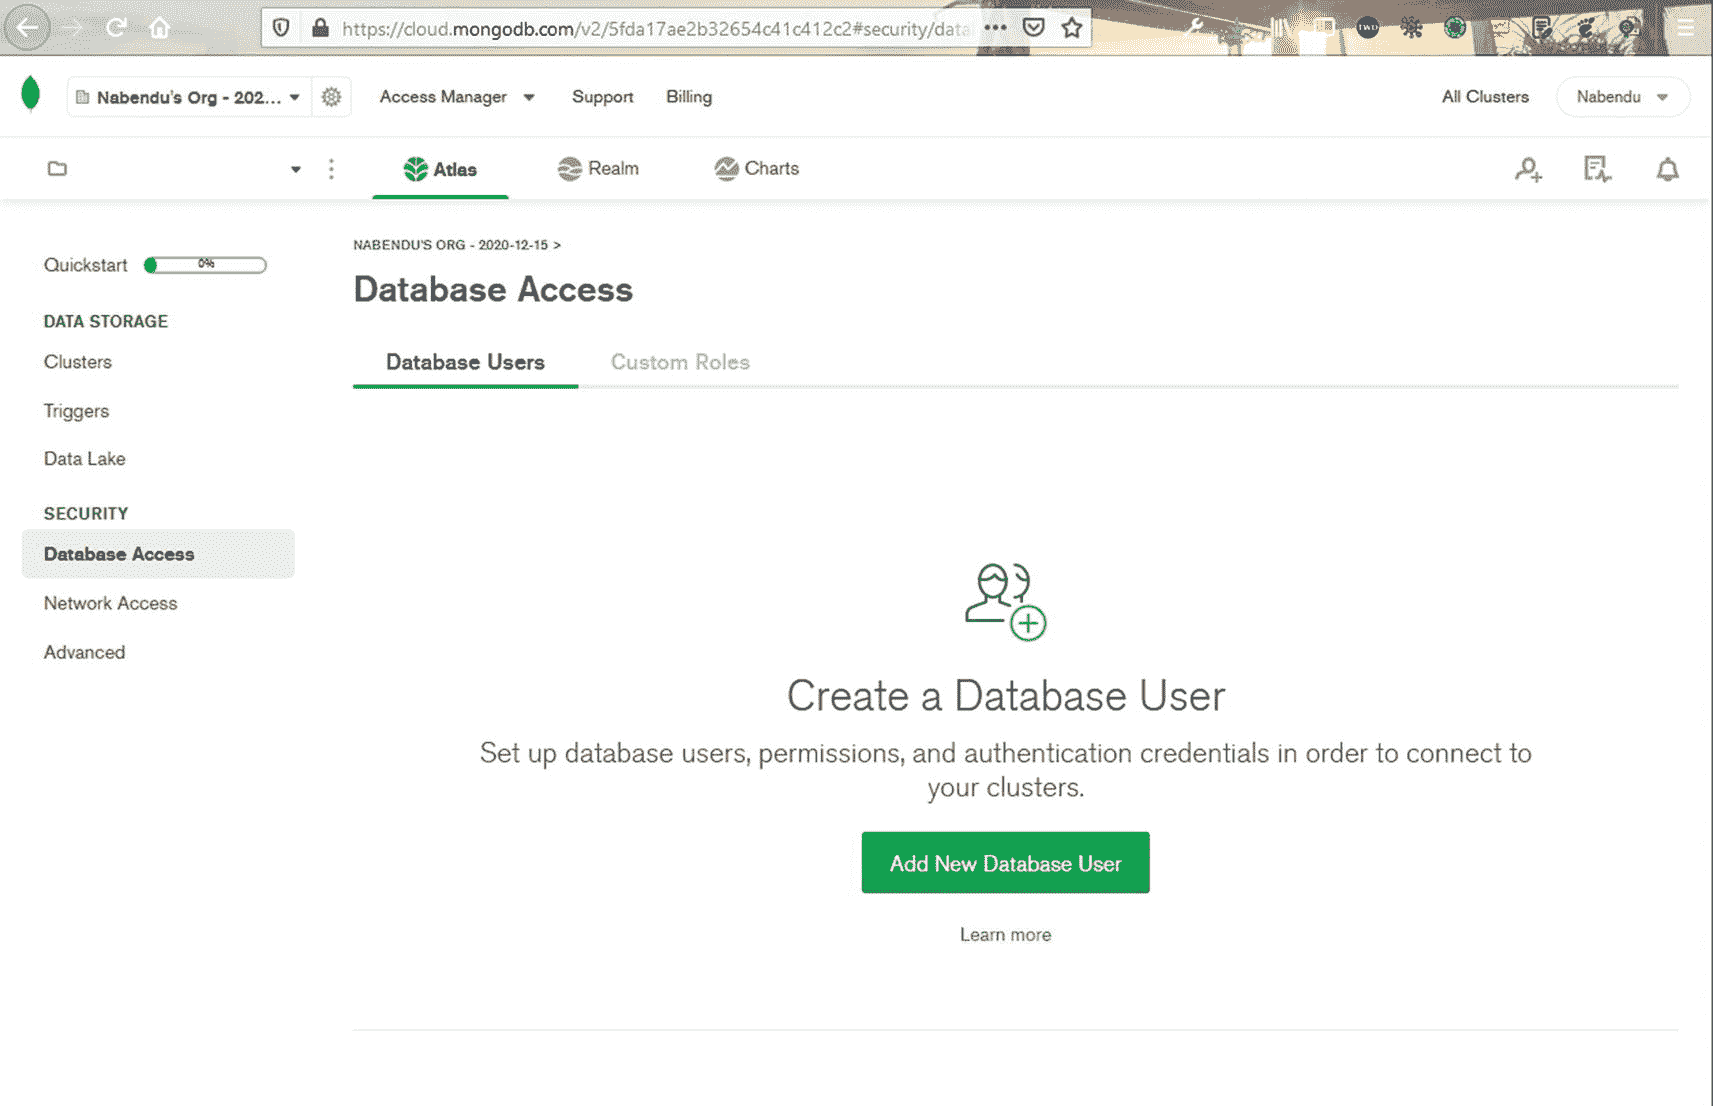 https://cloud.mongodb.com/v2/5fda17ae2b32654c41c412c2#security/data
TWD
Nabendu's Org - 202...
Access Manager
Support
Billing
All Clusters
Nabendu
Atlas
Realm
Charts
Quickstart
0%
DATA STORAGE
Clusters
Triggers
Data Lake
SECURITY
Database Access
Network Access
Advanced
NABENDU'S ORG - 2020-12-15 >
Database Access
Database Users
Custom Roles
Create a Database User
Set up database users, permissions, and authentication credentials in order to connect to
your clusters.
Add New Database User
Learn more